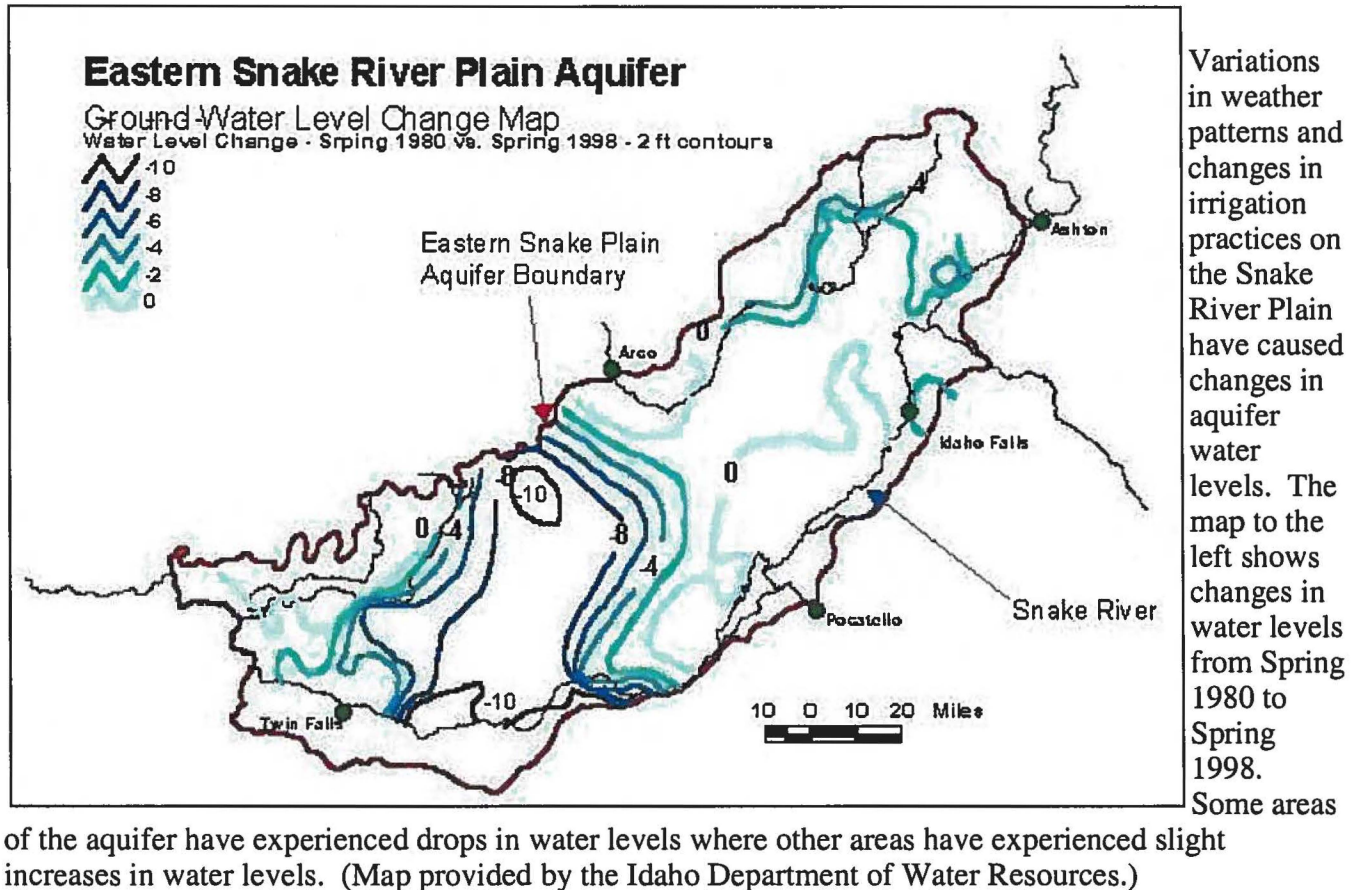 Eastern Snake River Plain Aquifer
Ground-Water Level Change Map
Water Level Change - Srping 1980 vs. Spring 1998 - 2 ft contours
-10
-8
-6
-4
-2
0
Eastern Snake Plain
Aquifer Boundary
-4
Ashton
Arco
0
Idaho Falls
0
-8
-10
0
-4
-8
-4
Snake River
Pocatello
Twin Falls
-10
10 0 10 20 Miles
Variations
in weather
patterns and
changes in
irrigation
practices on
the Snake
River Plain
have caused
changes in
aquifer
water
levels. The
map to the
left shows
changes in
water levels
from Spring
1980 to
Spring
1998.
Some areas
of the aquifer have experienced drops in water levels where other areas have experienced slight
increases in water levels. (Map provided by the Idaho Department of Water Resources.)